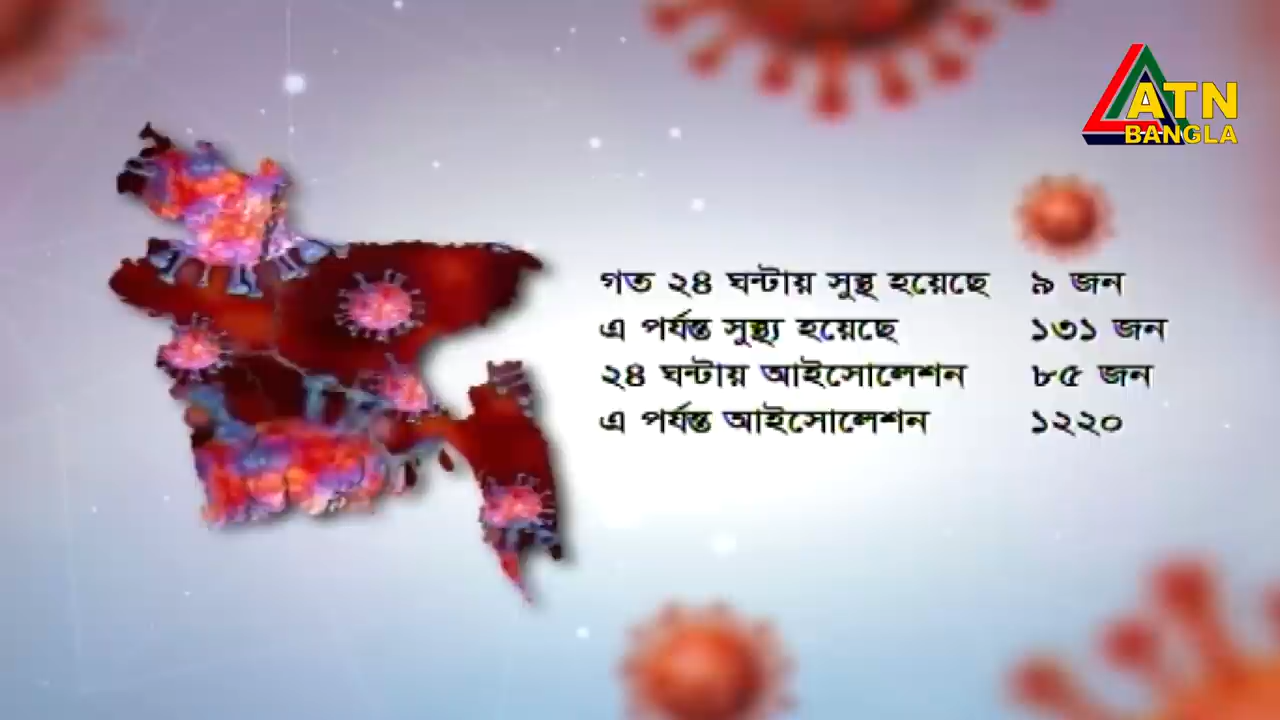 ATN
BANGLA
গত ২৪ ঘন্টায় সুস্থ হয়েছে ৯ জন
এ পর্যন্ত সুস্থ্য হয়েছে ১৩১ জন
২৪ ঘন্টায় আইসোলেশন ৮৫ জন
এ পর্যন্ত আইসোলেশন ১২২০